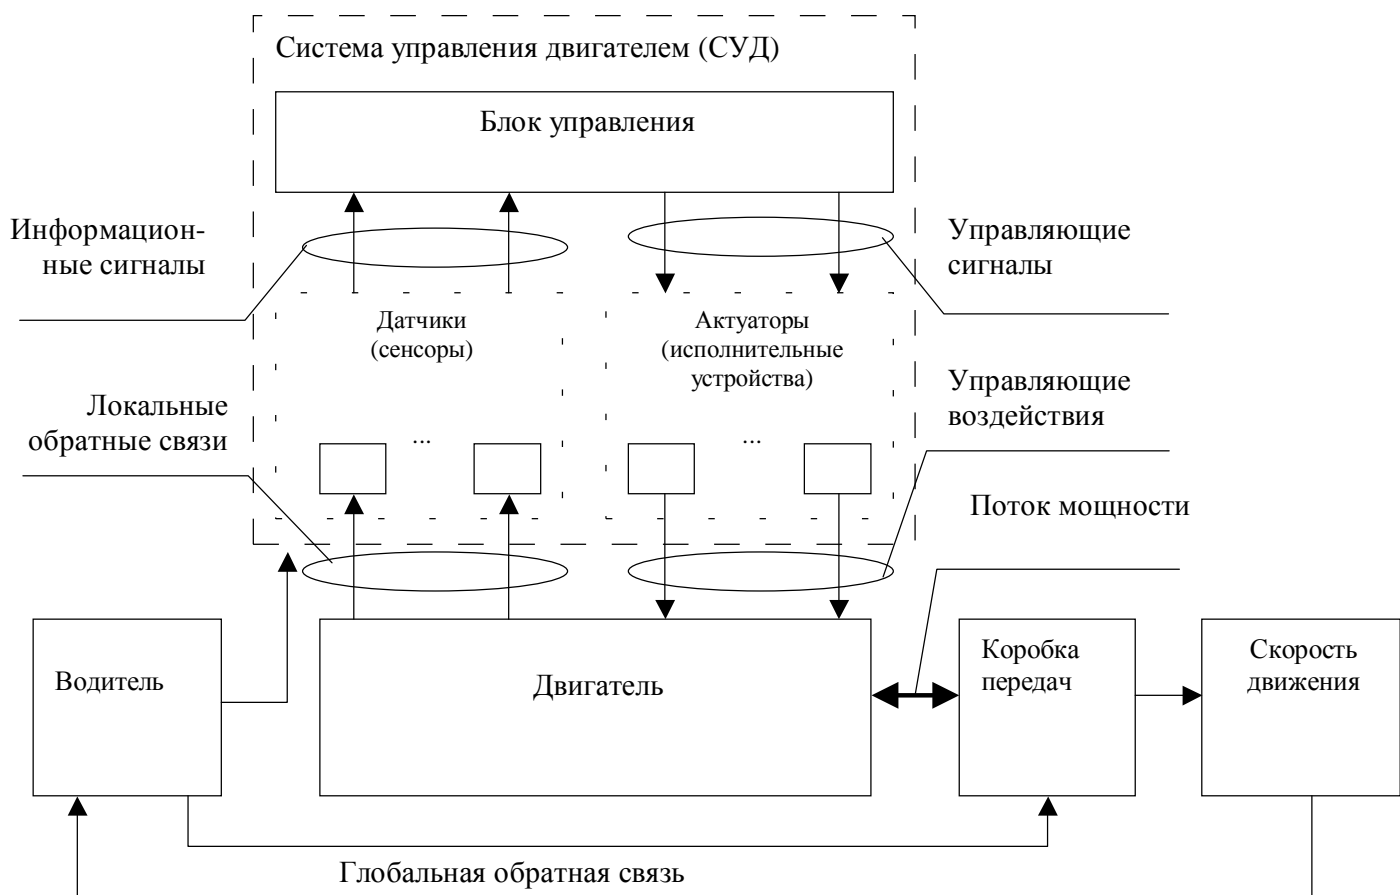 Система управления двигателем (СУД)
Блок управления
Информацион-
ные сигналы
Управляющие
сигналы
Датчики
(сенсоры)
Актуаторы
(исполнительные
устройства)
Локальные
обратные связи
Управляющие
воздействия
...
...
Поток мощности
Водитель
Двигатель
Коробка
передач
Скорость
движения
Глобальная обратная связь